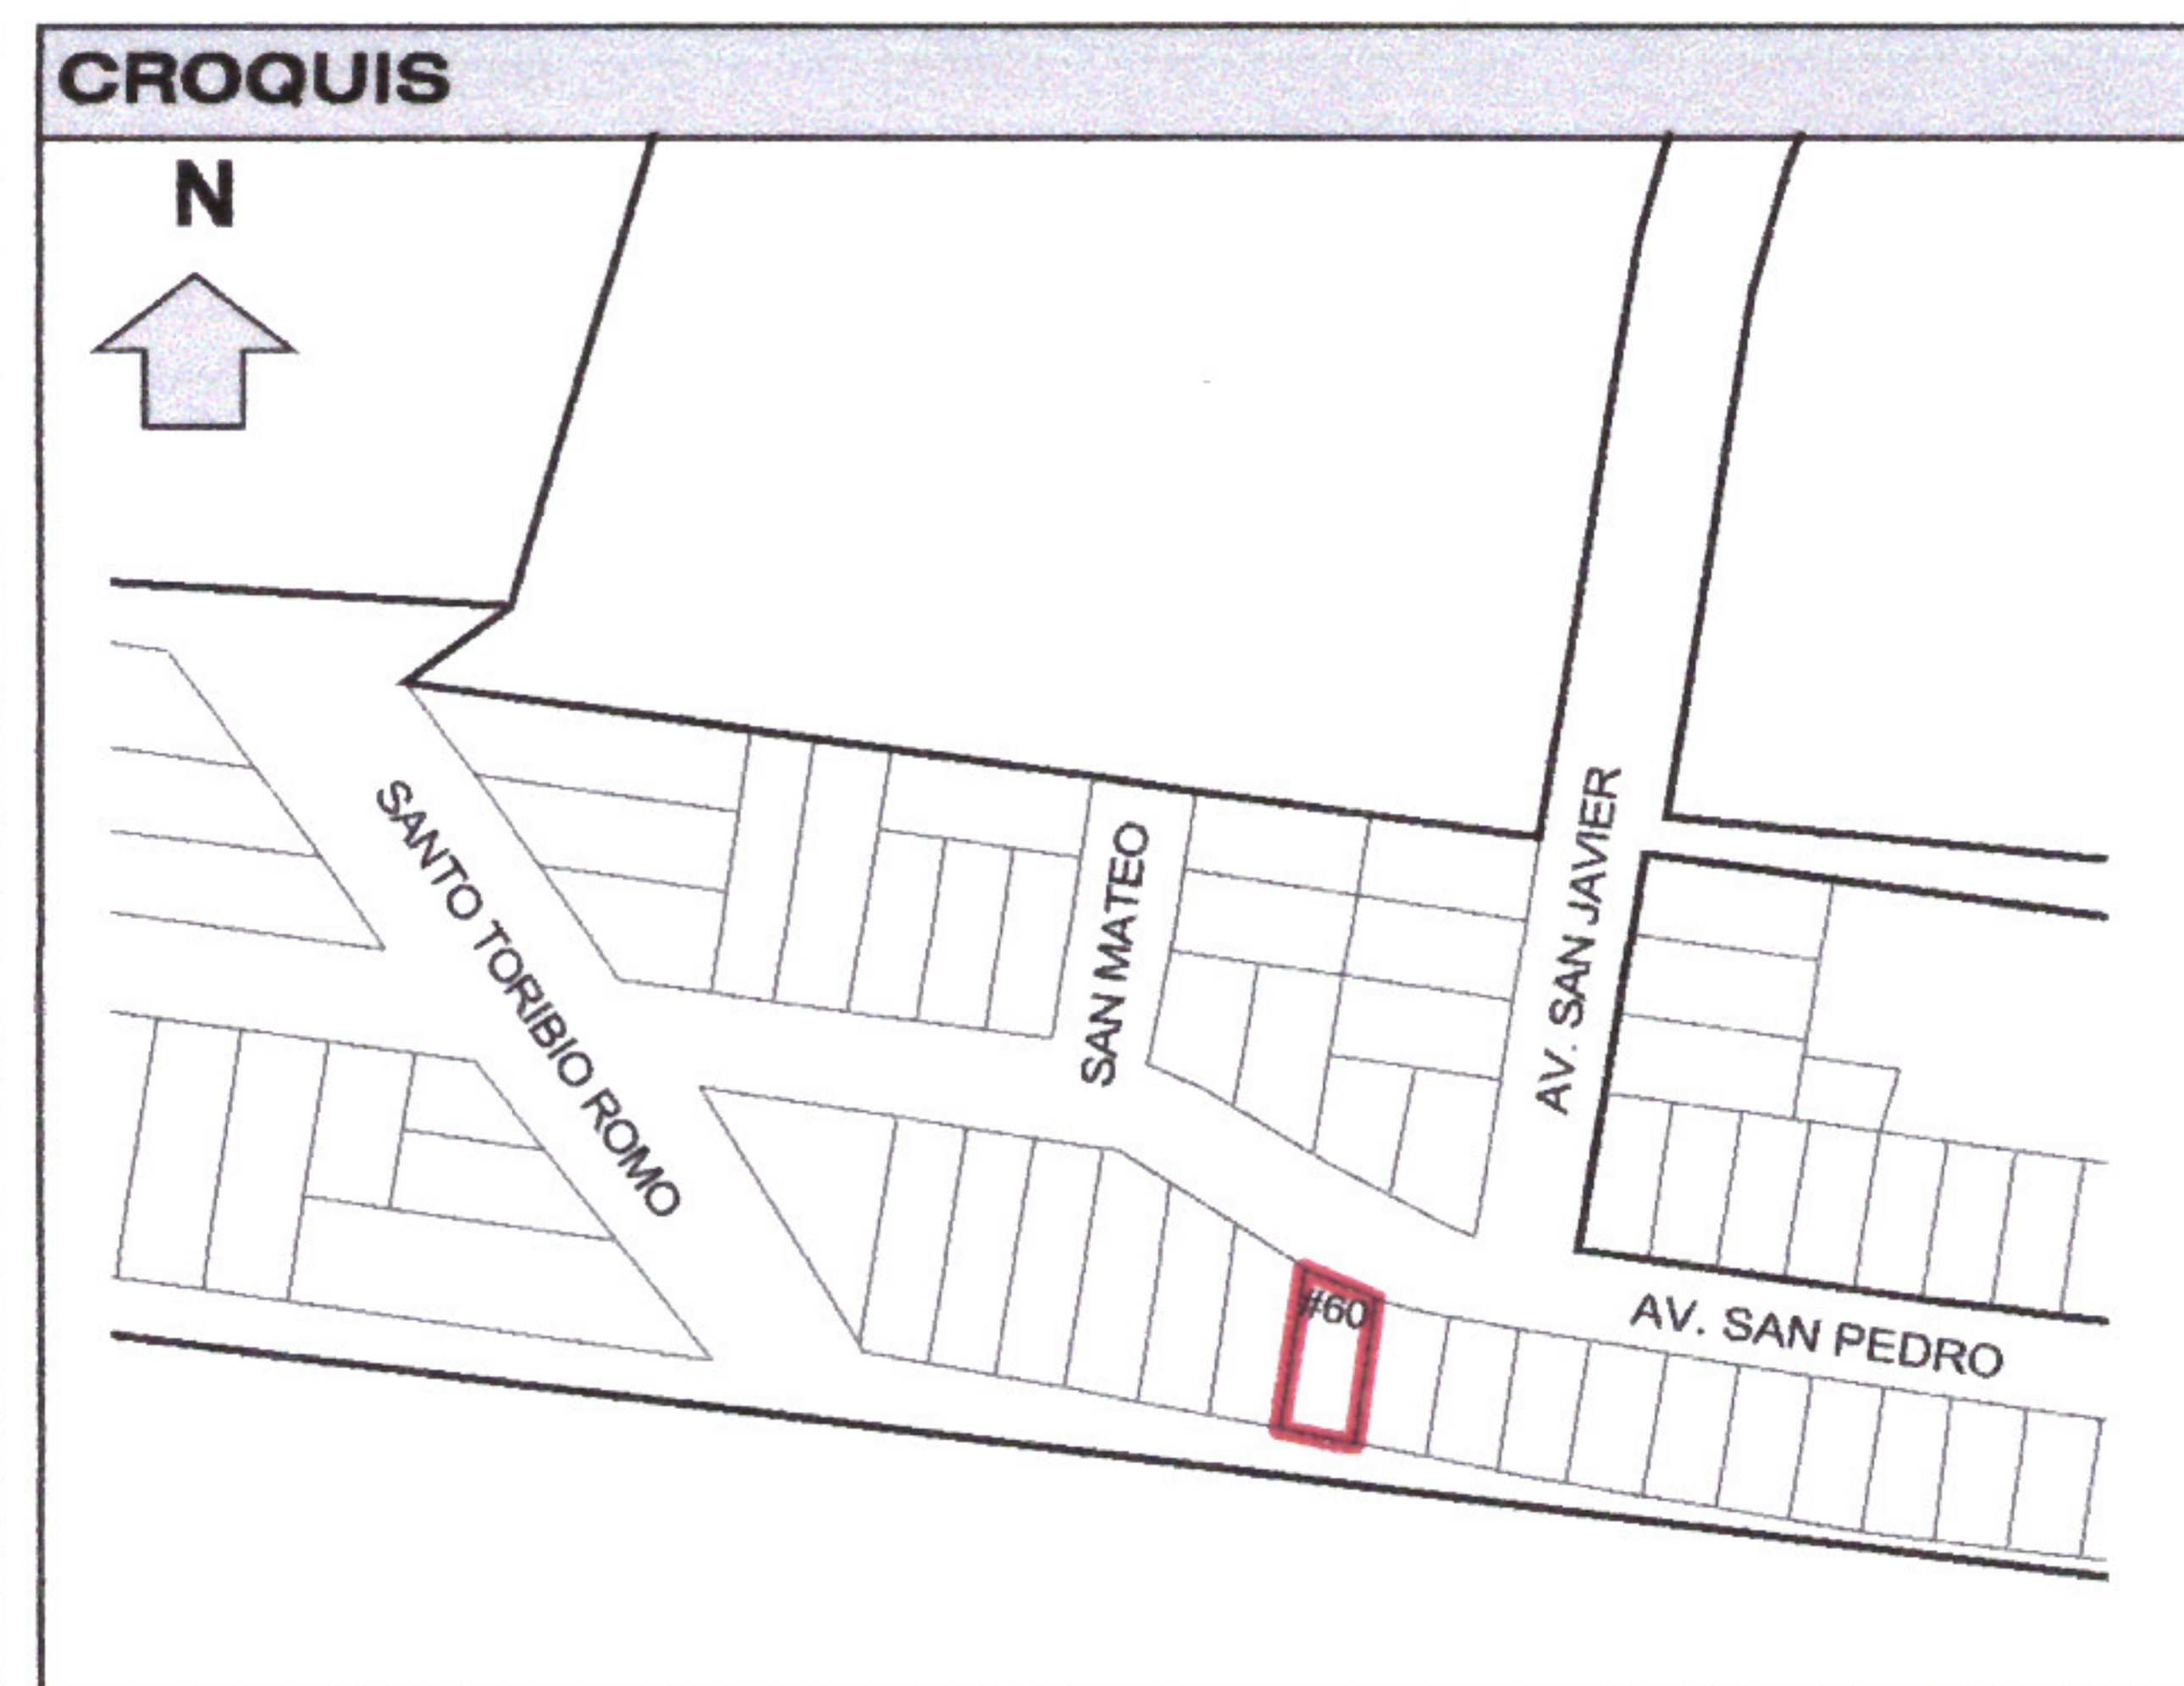 CROQUIS
N
SANTO TORIBIO ROMO
SAN MATEO
AV. SAN JAVIER
#60
AV. SAN PEDRO